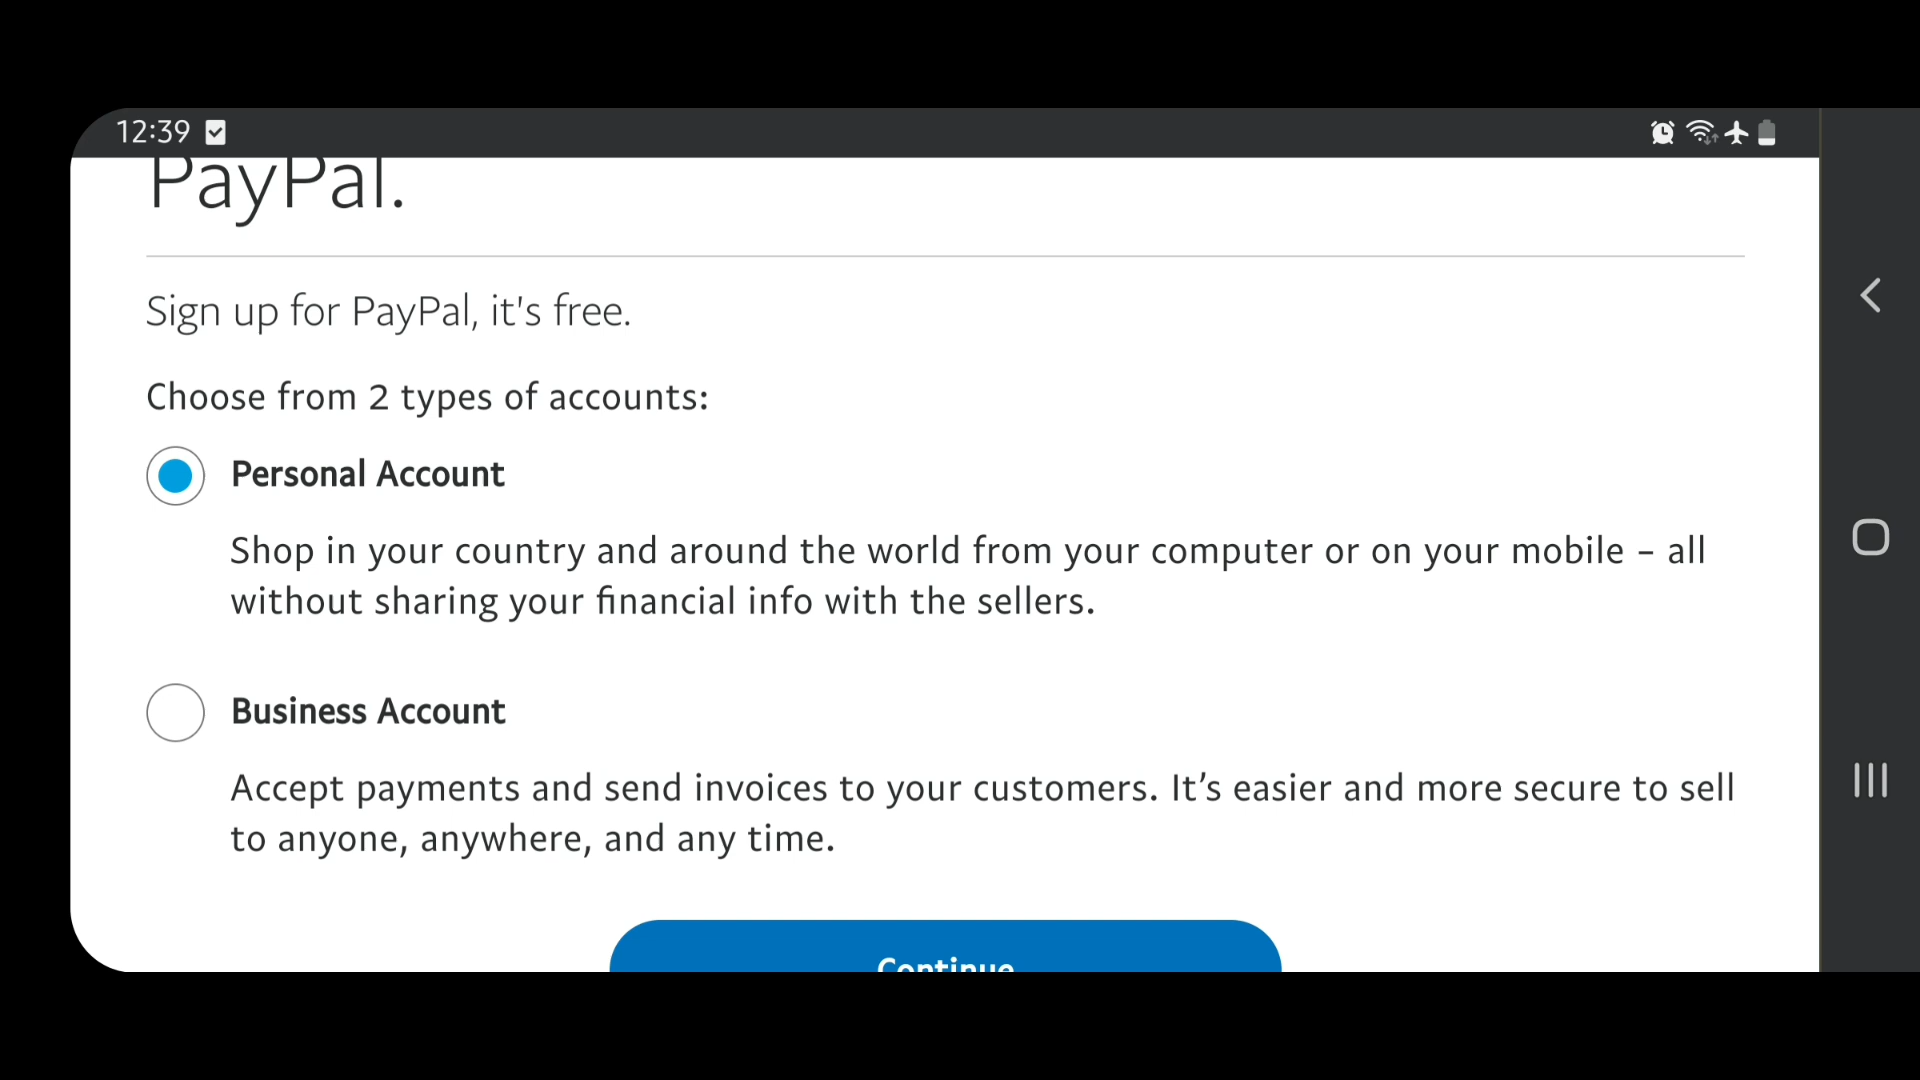 12:39
PayPal.
Sign up for PayPal, it's free.
Choose from 2 types of accounts:
Personal Account
Shop in your country and around the world from your computer or on your mobile – all
without sharing your financial info with the sellers.
Business Account
Accept payments and send invoices to your customers. It’s easier and more secure to sell
to anyone, anywhere, and any time.
Continue